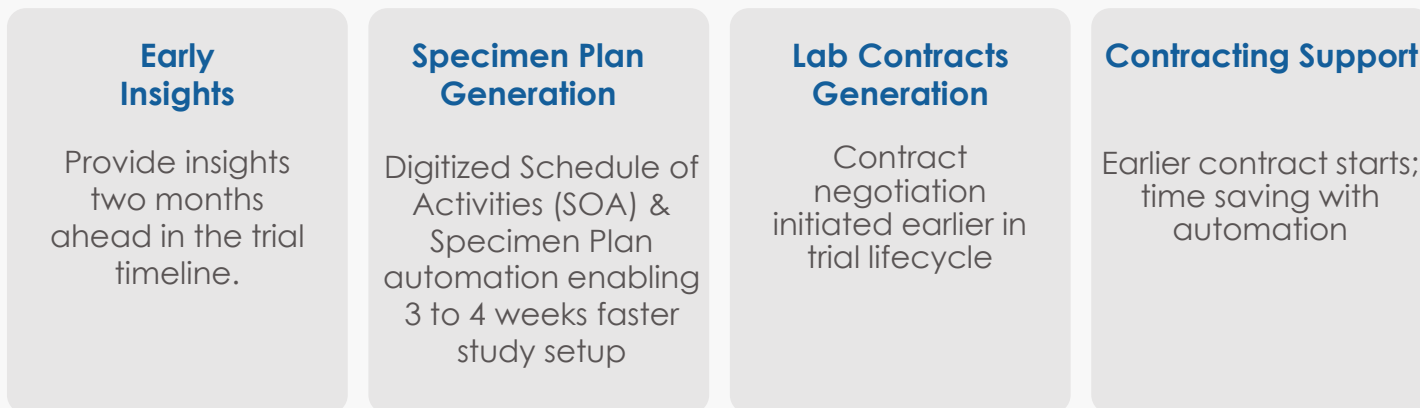 Early
Insights
Provide insights
two months
ahead in the trial
timeline.
Specimen Plan
Generation
Digitized Schedule of
Activities (SOA) &
Specimen Plan
automation enabling
3 to 4 weeks faster
study setup
Lab Contracts
Generation
Contract
negotiation
initiated earlier in
trial lifecycle
Contracting Support
Earlier contract starts;
time saving with
automation